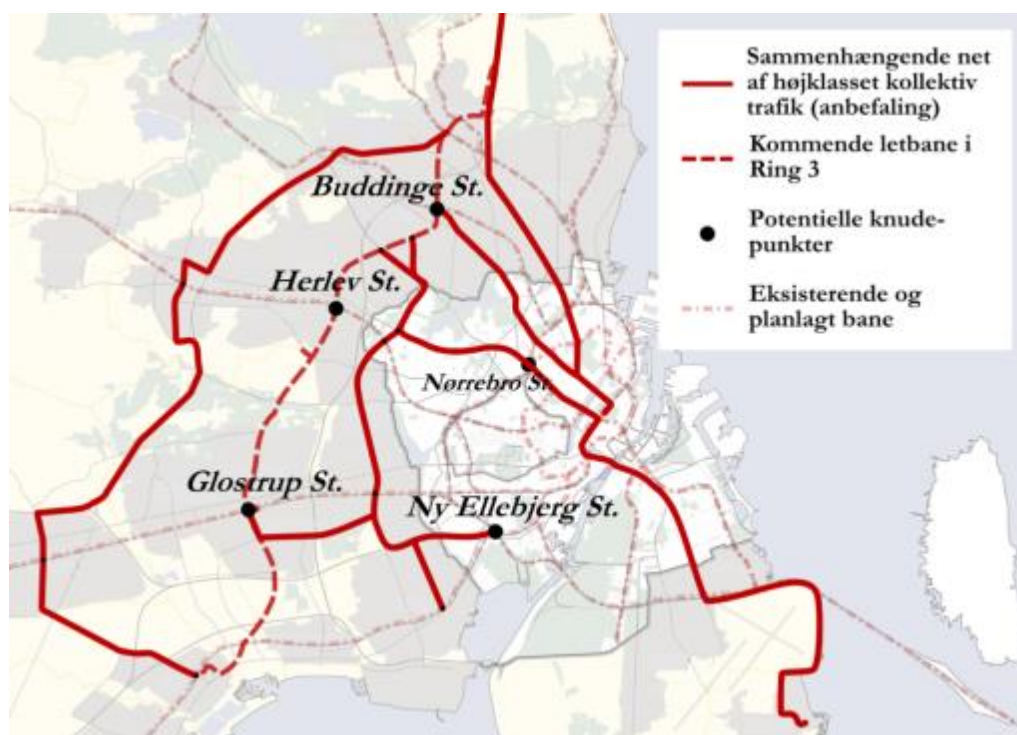 Sammenhængende net
af højklasset kollektiv
trafik (anbefaling)
Kommende letbane i
Ring 3
Potentielle knude-
punkter
Eksisterende og
planlagt bane
Buddinge St.
Herlev St.
Nørrebro St.
Glostrup St.
Ny Ellebjerg St.